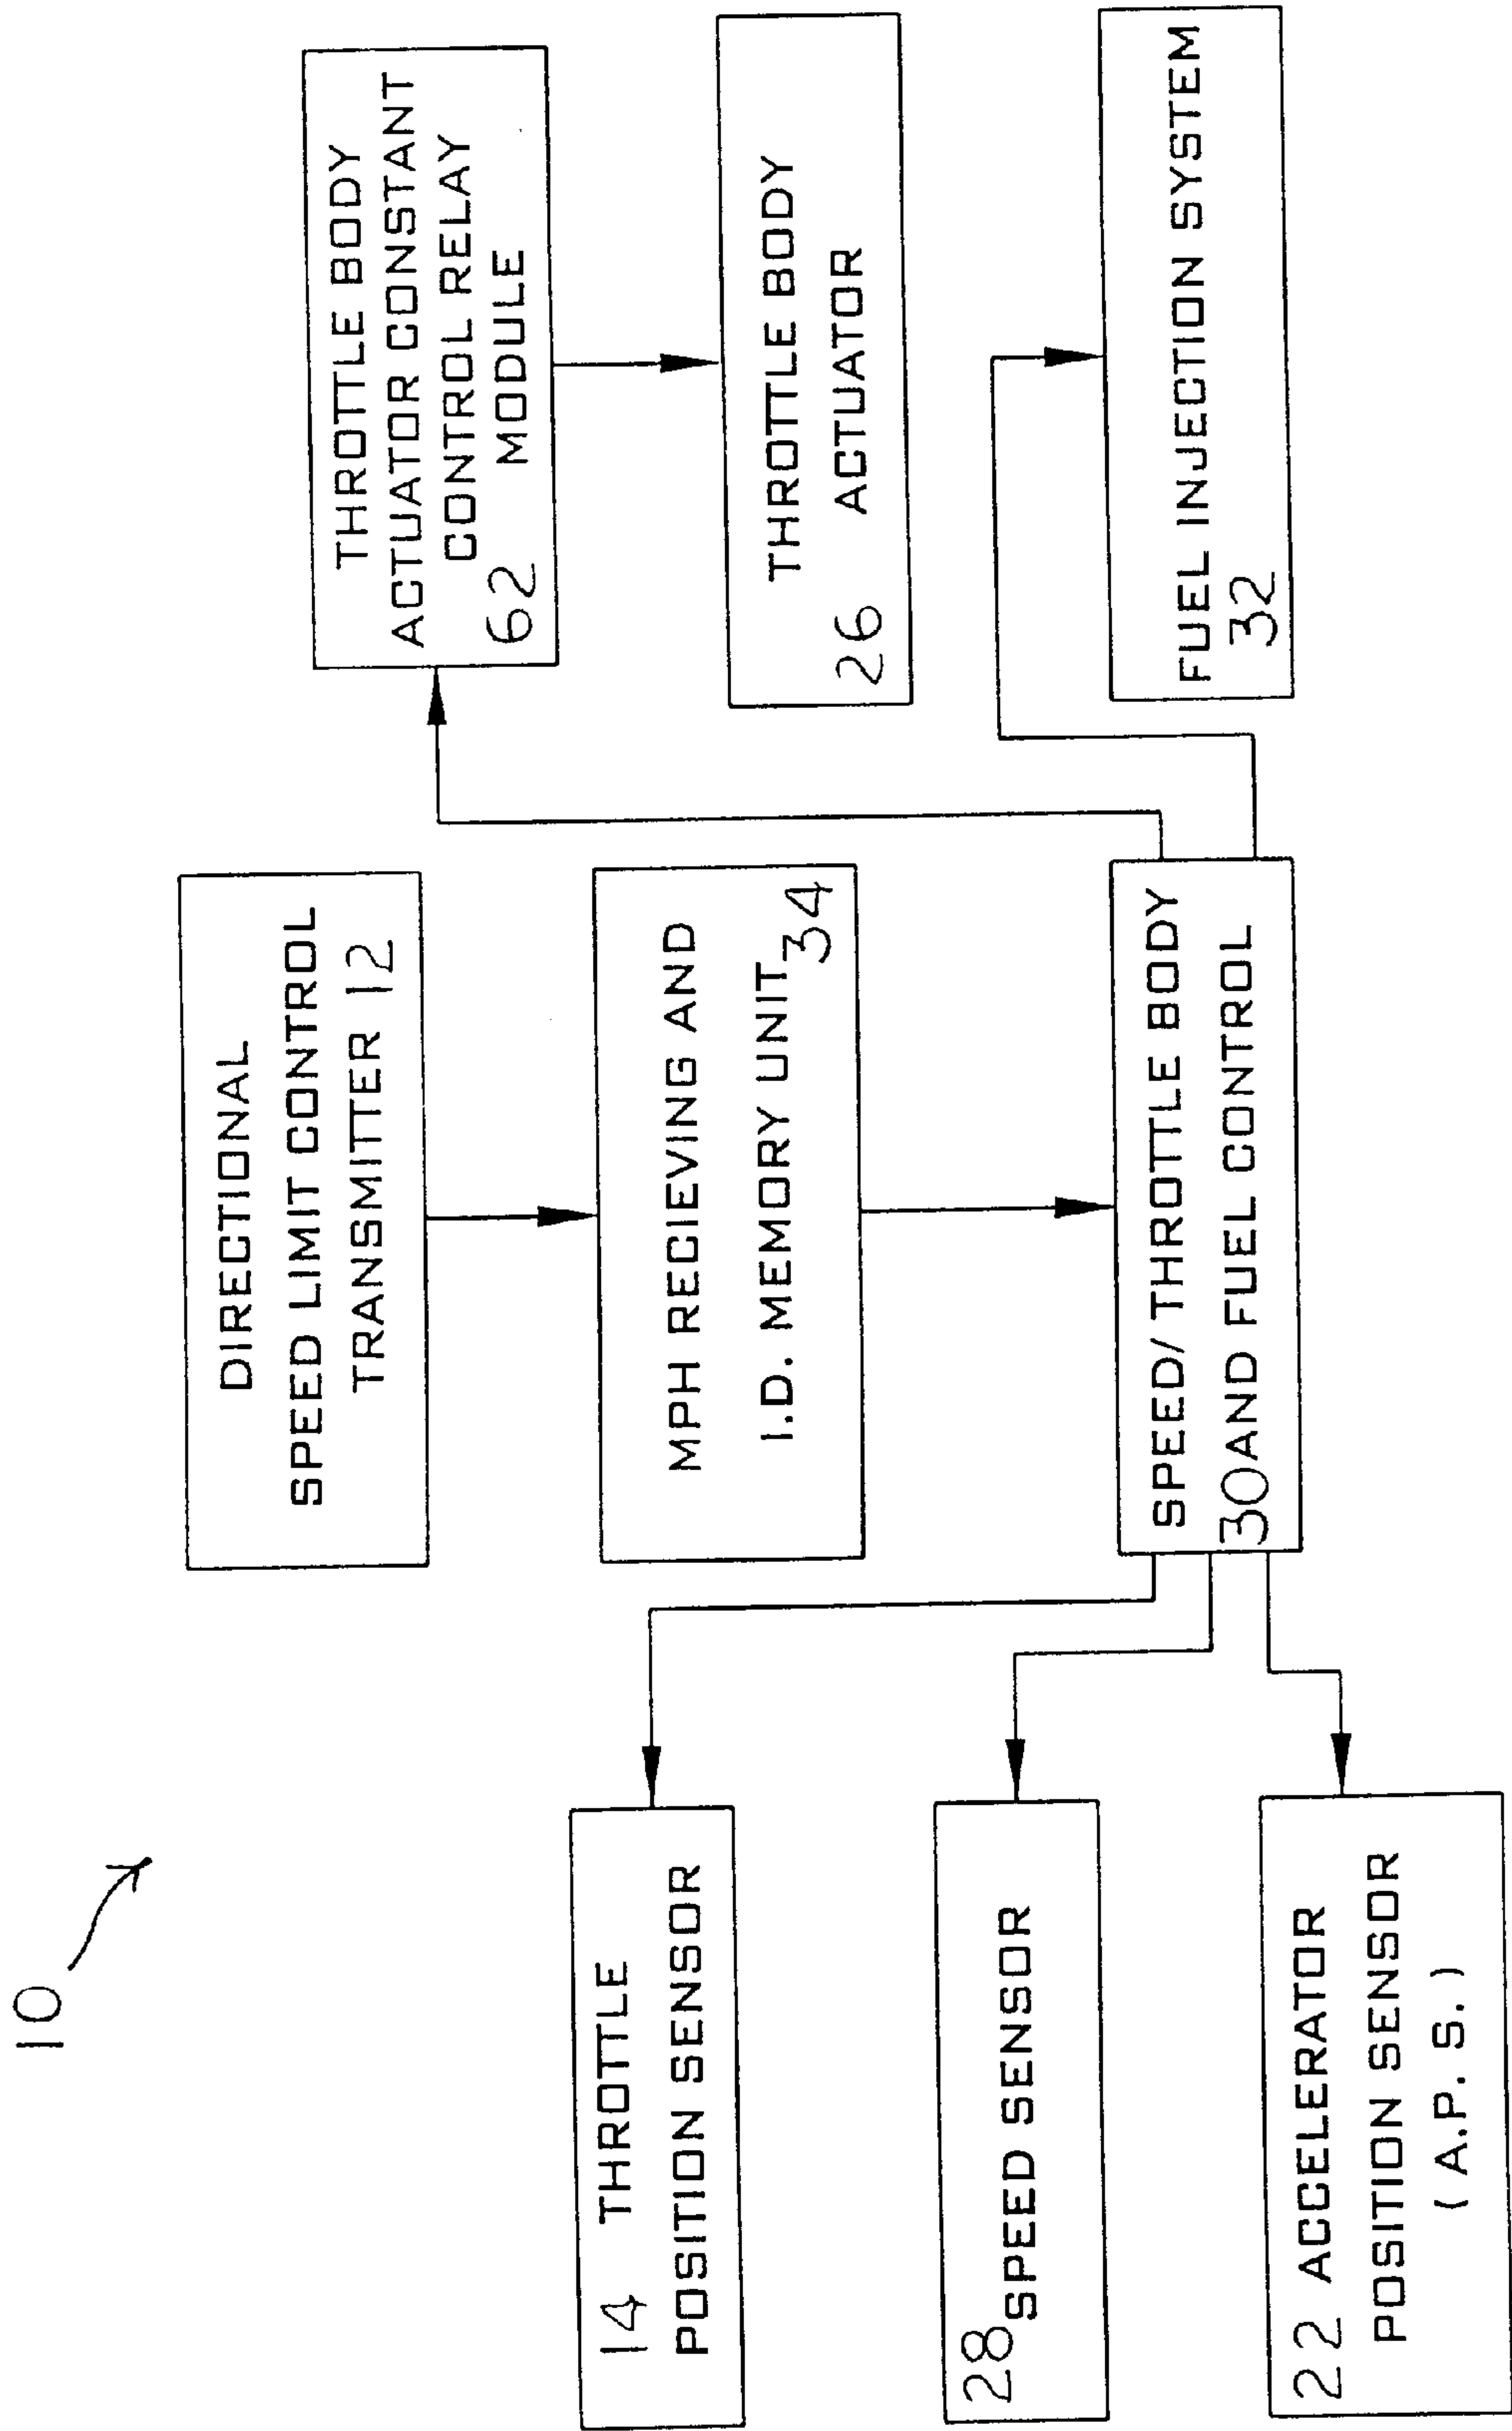 10
DIRECTIONAL
SPEED LIMIT CONTROL
TRANSMITTER 12
THROTTLE BODY
ACTUATOR CONSTANT
CONTROL RELAY
62 MODULE
14 THROTTLE
POSITION SENSOR
MPH RECIEVING AND
I.D. MEMORY UNIT 34
THROTTLE BODY
26 ACTUATOR
28 SPEED SENSOR
22 ACCELERATOR
POSITION SENSOR
( A.P. S. )
SPEED/ THROTTLE BODY
30 AND FUEL CONTROL
FUEL INJECTION SYSTEM
32